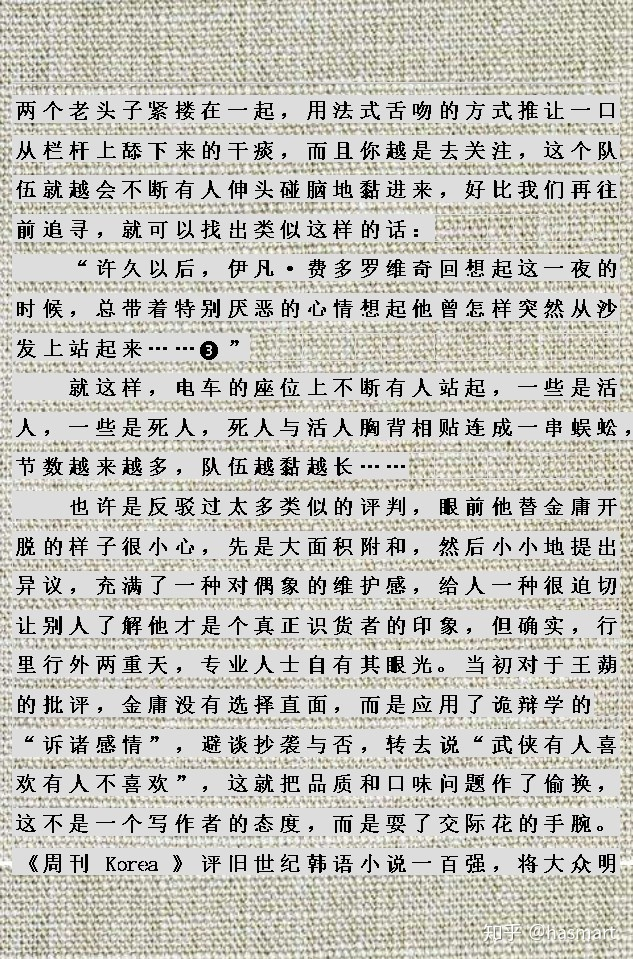 两个老头子紧搂在一起，用法式舌吻的方式推让一口
从栏杆上舔下来的干痰，而且你越是去关注，这个队
伍就越会不断有人伸头碰脑地黏进来，好比我们再往
前追寻，就可以找出类似这样的话：
“许久以后，伊凡·费多罗维奇回想起这一夜的
时候，总带着特别厌恶的心情想起他曾怎样突然从沙
发上站起来……❸”
就这样，电车的座位上不断有人站起，一些是活
人，一些是死人，死人与活人胸背相贴连成一串蜈蚣，
节数越来越多，队伍越黏越长……
也许是反驳过太多类似的评判，眼前他替金庸开
脱的样子很小心，先是大面积附和，然后小小地提出
异议，充满了一种对偶象的维护感，给人一种很迫切
让别人了解他才是个真正识货者的印象，但确实，行
里行外两重天，专业人士自有其眼光。当初对于王蒴
的批评，金庸没有选择直面，而是应用了诡辩学的
“诉诸感情”，避谈抄袭与否，转去说“武侠有人喜
欢有人不喜欢”，这就把品质和口味问题作了偷换，
这不是一个写作者的态度，而是耍了交际花的手腕。
《周刊 Korea 》评旧世纪韩语小说一百强，将大众明
知乎 @hasmart